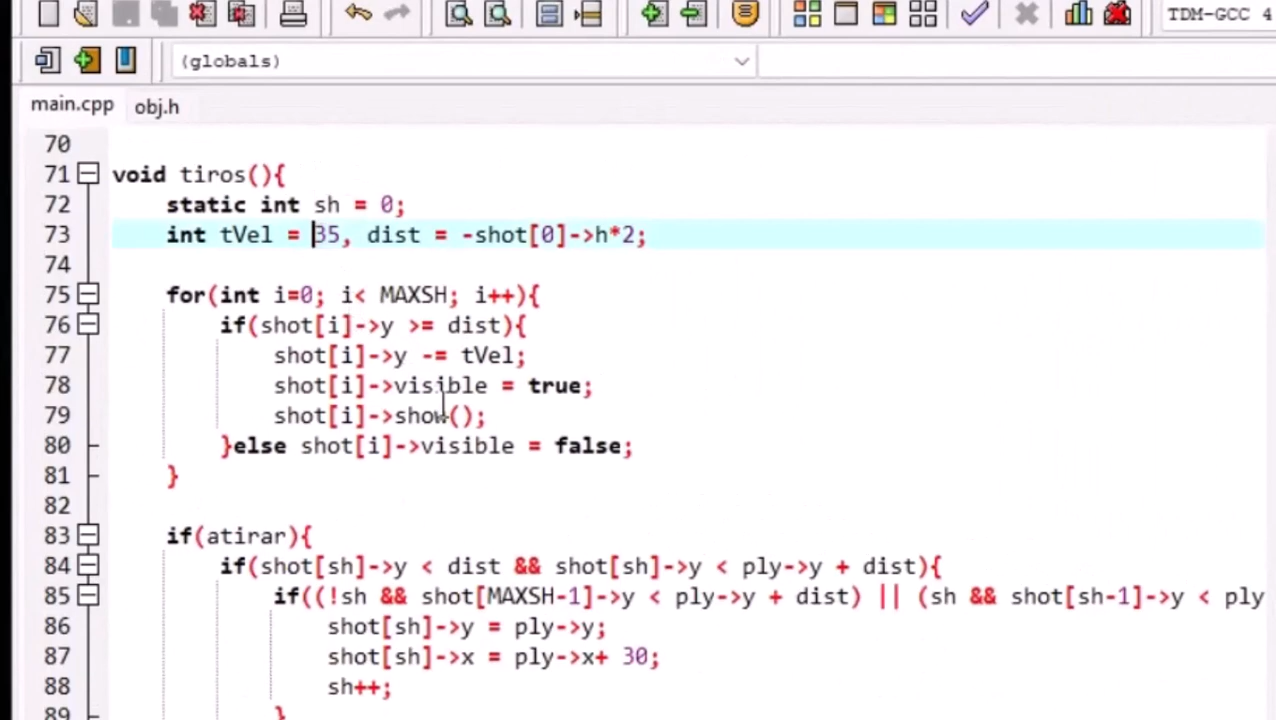 TDM-GCC 4
(globals)
main.cpp obj.h
70
71 void tiros(){
72 static int sh = 0;
73 int tVel = 35, dist = -shot[0]->h*2;
74
75 for(int i=0; i< MAXSH; i++){
76 if(shot[i]->y >= dist){
77 shot[i]->y -= tVel;
78 shot[i]->visible = true;
79 shot[i]->show();
80 }else shot[i]->visible = false;
81 }
82
83 if(atirar){
84 if(shot[sh]->y < dist && shot[sh]->y < ply->y + dist){
85 if((!sh && shot[MAXSH-1]->y < ply->y + dist) || (sh && shot[sh-1]->y < ply
86 shot[sh]->y = ply->y;
87 shot[sh]->x = ply->x+ 30;
88 sh++;
89 }